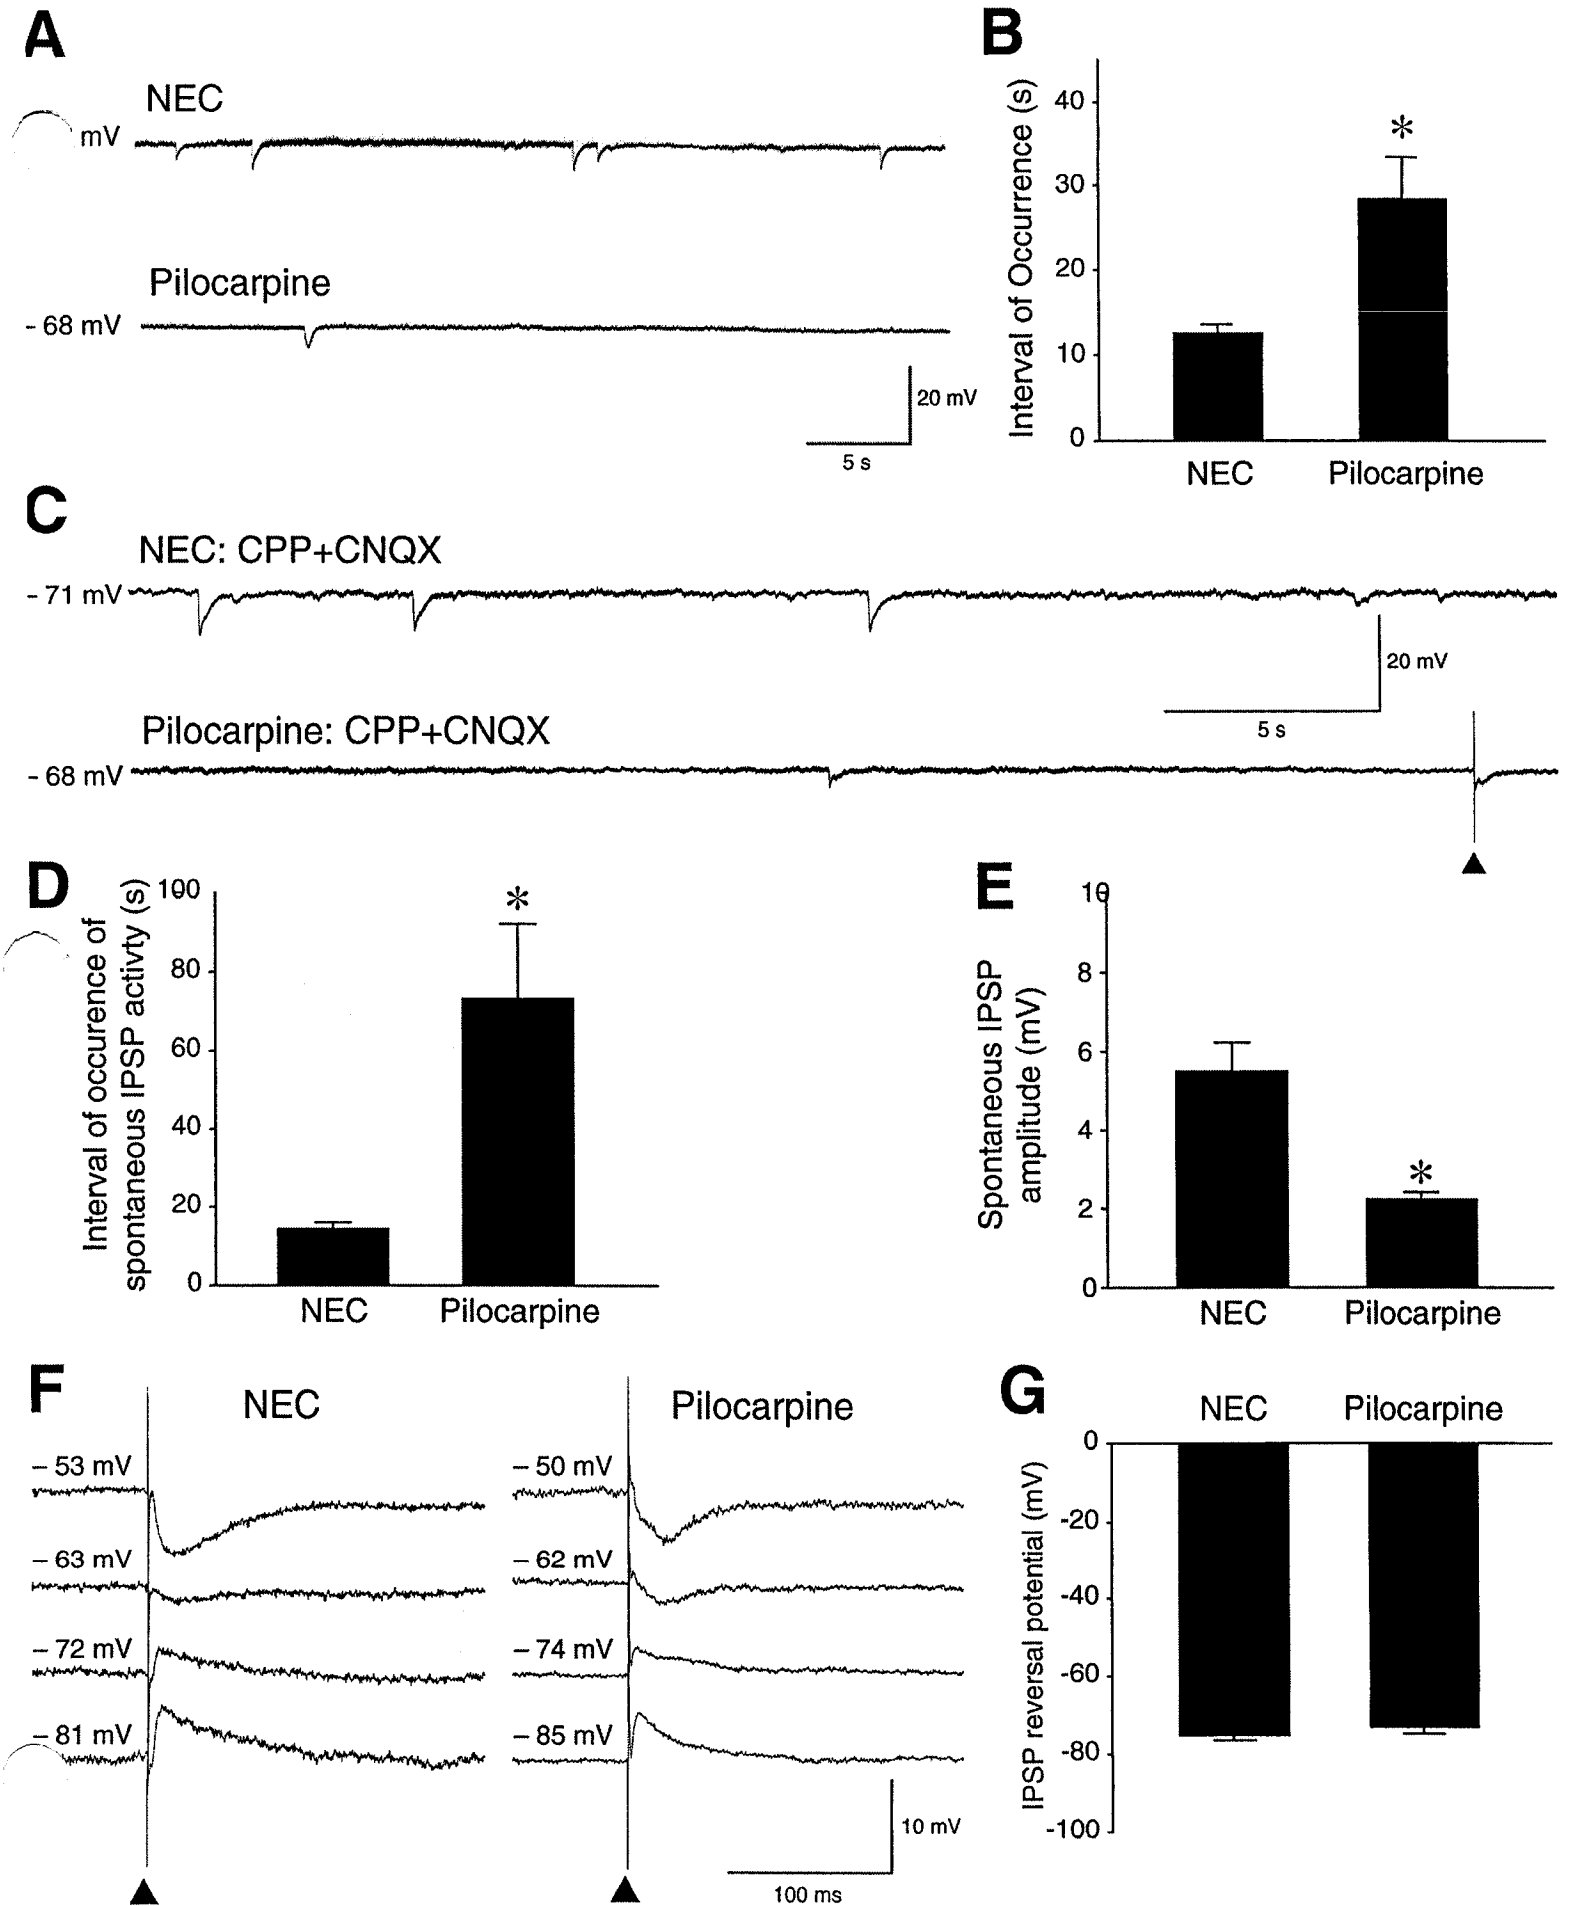 A
NEC
mV
Pilocarpine
- 68 mV
20 mV
5 s
B
Interval of Occurrence (s)
40
30
20
10
0
*
NEC
Pilocarpine
C
NEC: CPP+CNQX
- 71 mV
20 mV
5 s
Pilocarpine: CPP+CNQX
- 68 mV
D
Interval of occurence of
spontaneous IPSP activty (s)
100
80
60
40
20
0
*
NEC
Pilocarpine
E
Spontaneous IPSP
amplitude (mV)
10
8
6
4
2
0
*
NEC
Pilocarpine
F
NEC
– 53 mV
– 63 mV
– 72 mV
– 81 mV
Pilocarpine
– 50 mV
– 62 mV
– 74 mV
– 85 mV
10 mV
100 ms
G
NEC
Pilocarpine
IPSP reversal potential (mV)
0
-20
-40
-60
-80
-100